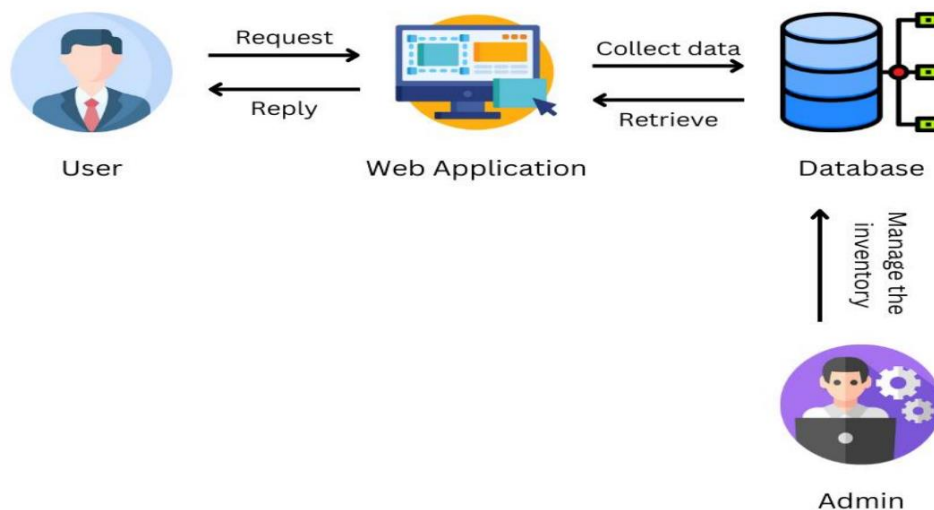 Request
Reply
Collect data
Retrieve
User
Web Application
Database
Manage the
inventory
Admin